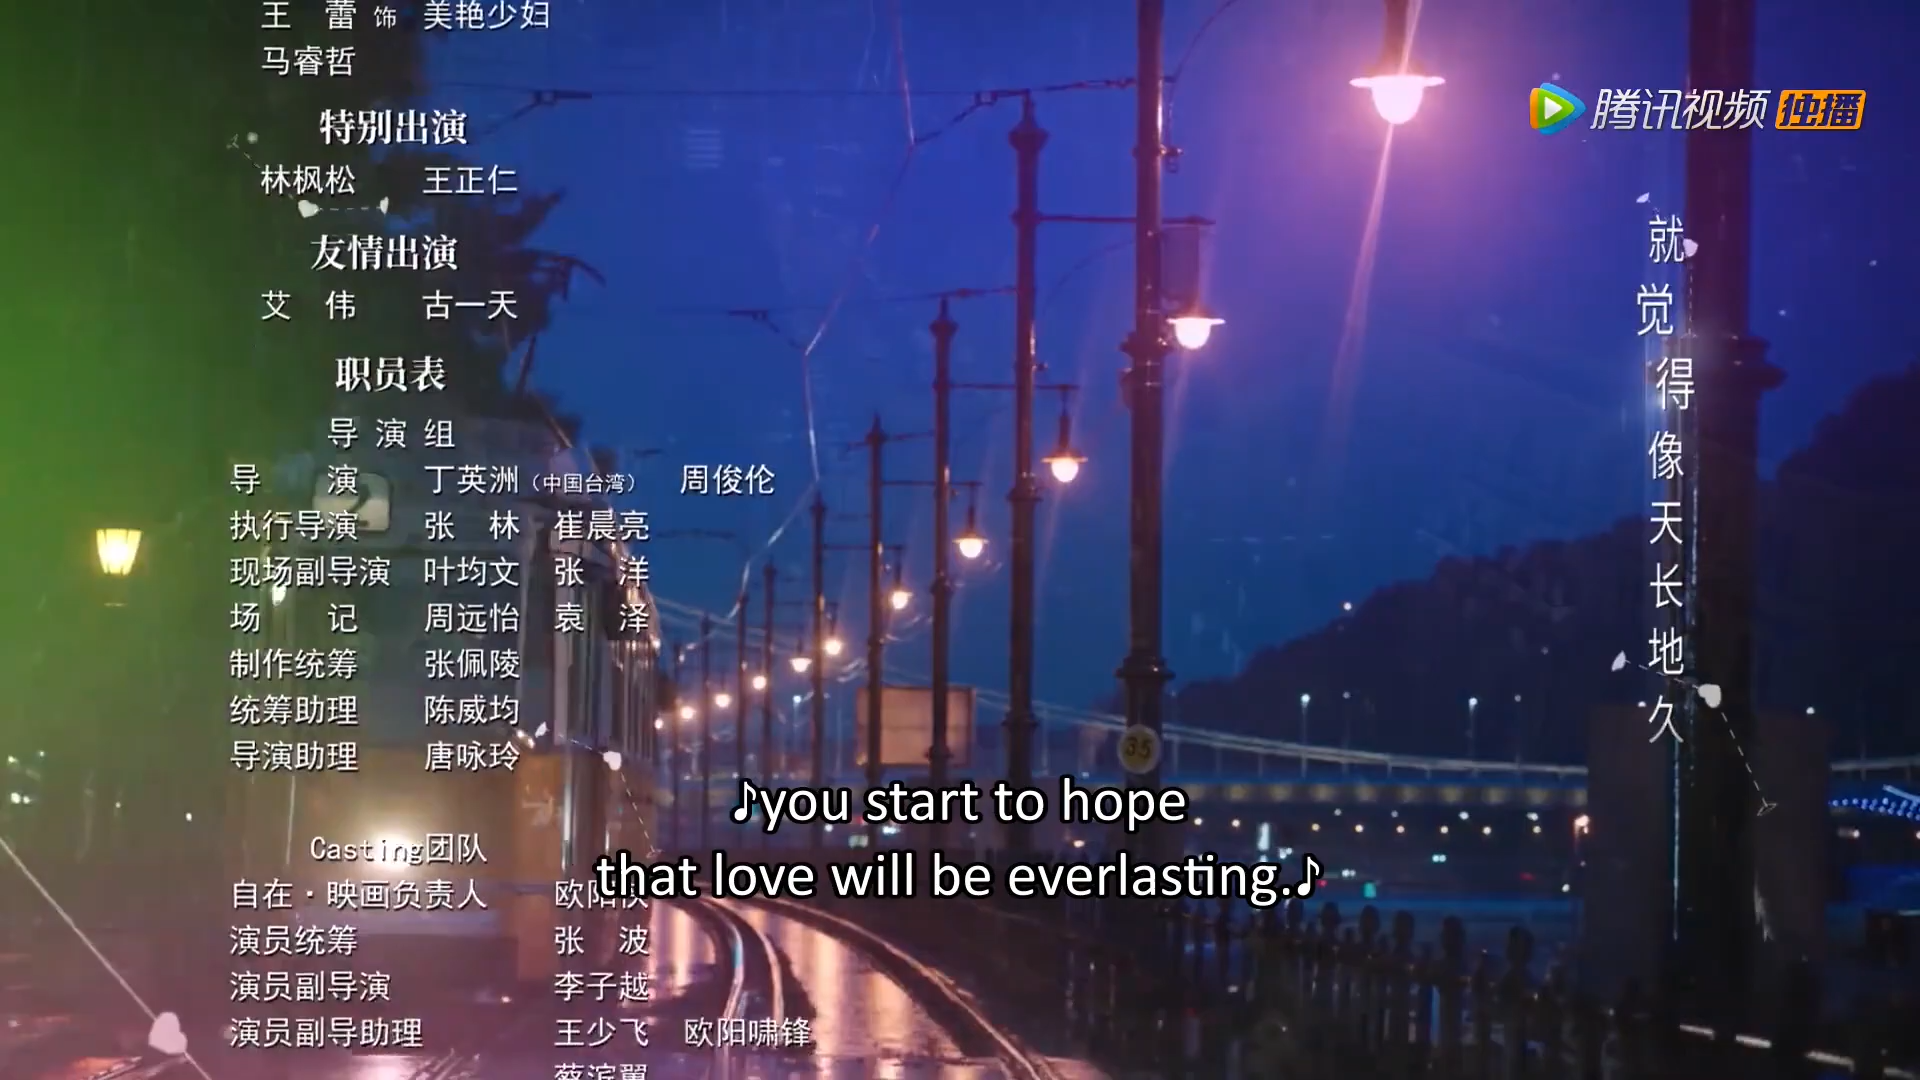 王 蕾 饰 美艳少妇
马睿哲
特别出演
林枫松 王正仁
友情出演
艾 伟 古一天
职员表
导演组
导 演 丁英洲（中国台湾） 周俊伦
执行导演 张 林 崔晨亮
现场副导演 叶均文 张 洋
场 记 周远怡 袁 泽
制作统筹 张佩陵
统筹助理 陈威均
导演助理 唐咏玲
Casting团队
自在·映画负责人 欧阳
演员统筹 张 波
演员副导演 李子越
演员副导助理 王少飞 欧阳啸锋
蔡滨翼
腾讯视频 独播
就觉得像天长地久
35
♪you start to hope
that love will be everlasting.♪